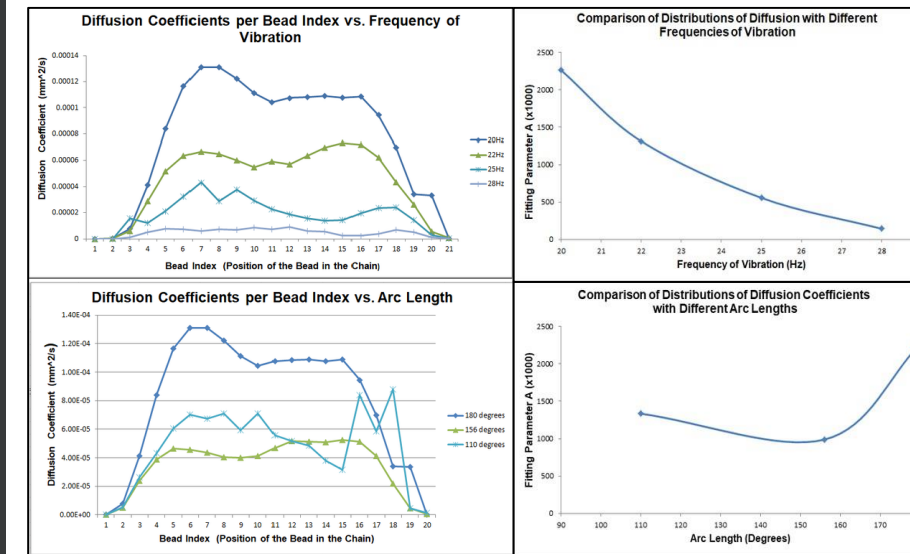 Diffusion Coefficients per Bead Index vs. Frequency of
Vibration
Diffusion Coefficient (mm^2/s)
0.00014
0.00012
0.0001
0.00008
0.00006
0.00004
0.00002
0
1 2 3 4 5 6 7 8 9 10 11 12 13 14 15 16 17 18 19 20 21
Bead Index (Position of the Bead in the Chain)
20Hz
22Hz
25Hz
28Hz
Comparison of Distributions of Diffusion with Different
Frequencies of Vibration
Fitting Parameter A (x1000)
2500
2000
1500
1000
500
0
20 21 22 23 24 25 26 27 28
Frequency of Vibration (Hz)
Diffusion Coefficients per Bead Index vs. Arc Length
Diffusion Coefficient (mm^2/s)
1.40E-04
1.20E-04
1.00E-04
8.00E-05
6.00E-05
4.00E-05
2.00E-05
0.00E+00
1 2 3 4 5 6 7 8 9 10 11 12 13 14 15 16 17 18 19 20
Bead Index (Position of the Bead in the Chain)
180 degrees
156 degrees
110 degrees
Comparison of Distributions of Diffusion Coefficients
with Different Arc Lengths
Fitting Parameter A (x1000)
2500
2000
1500
1000
500
0
90 100 110 120 130 140 150 160 170
Arc Length (Degrees)